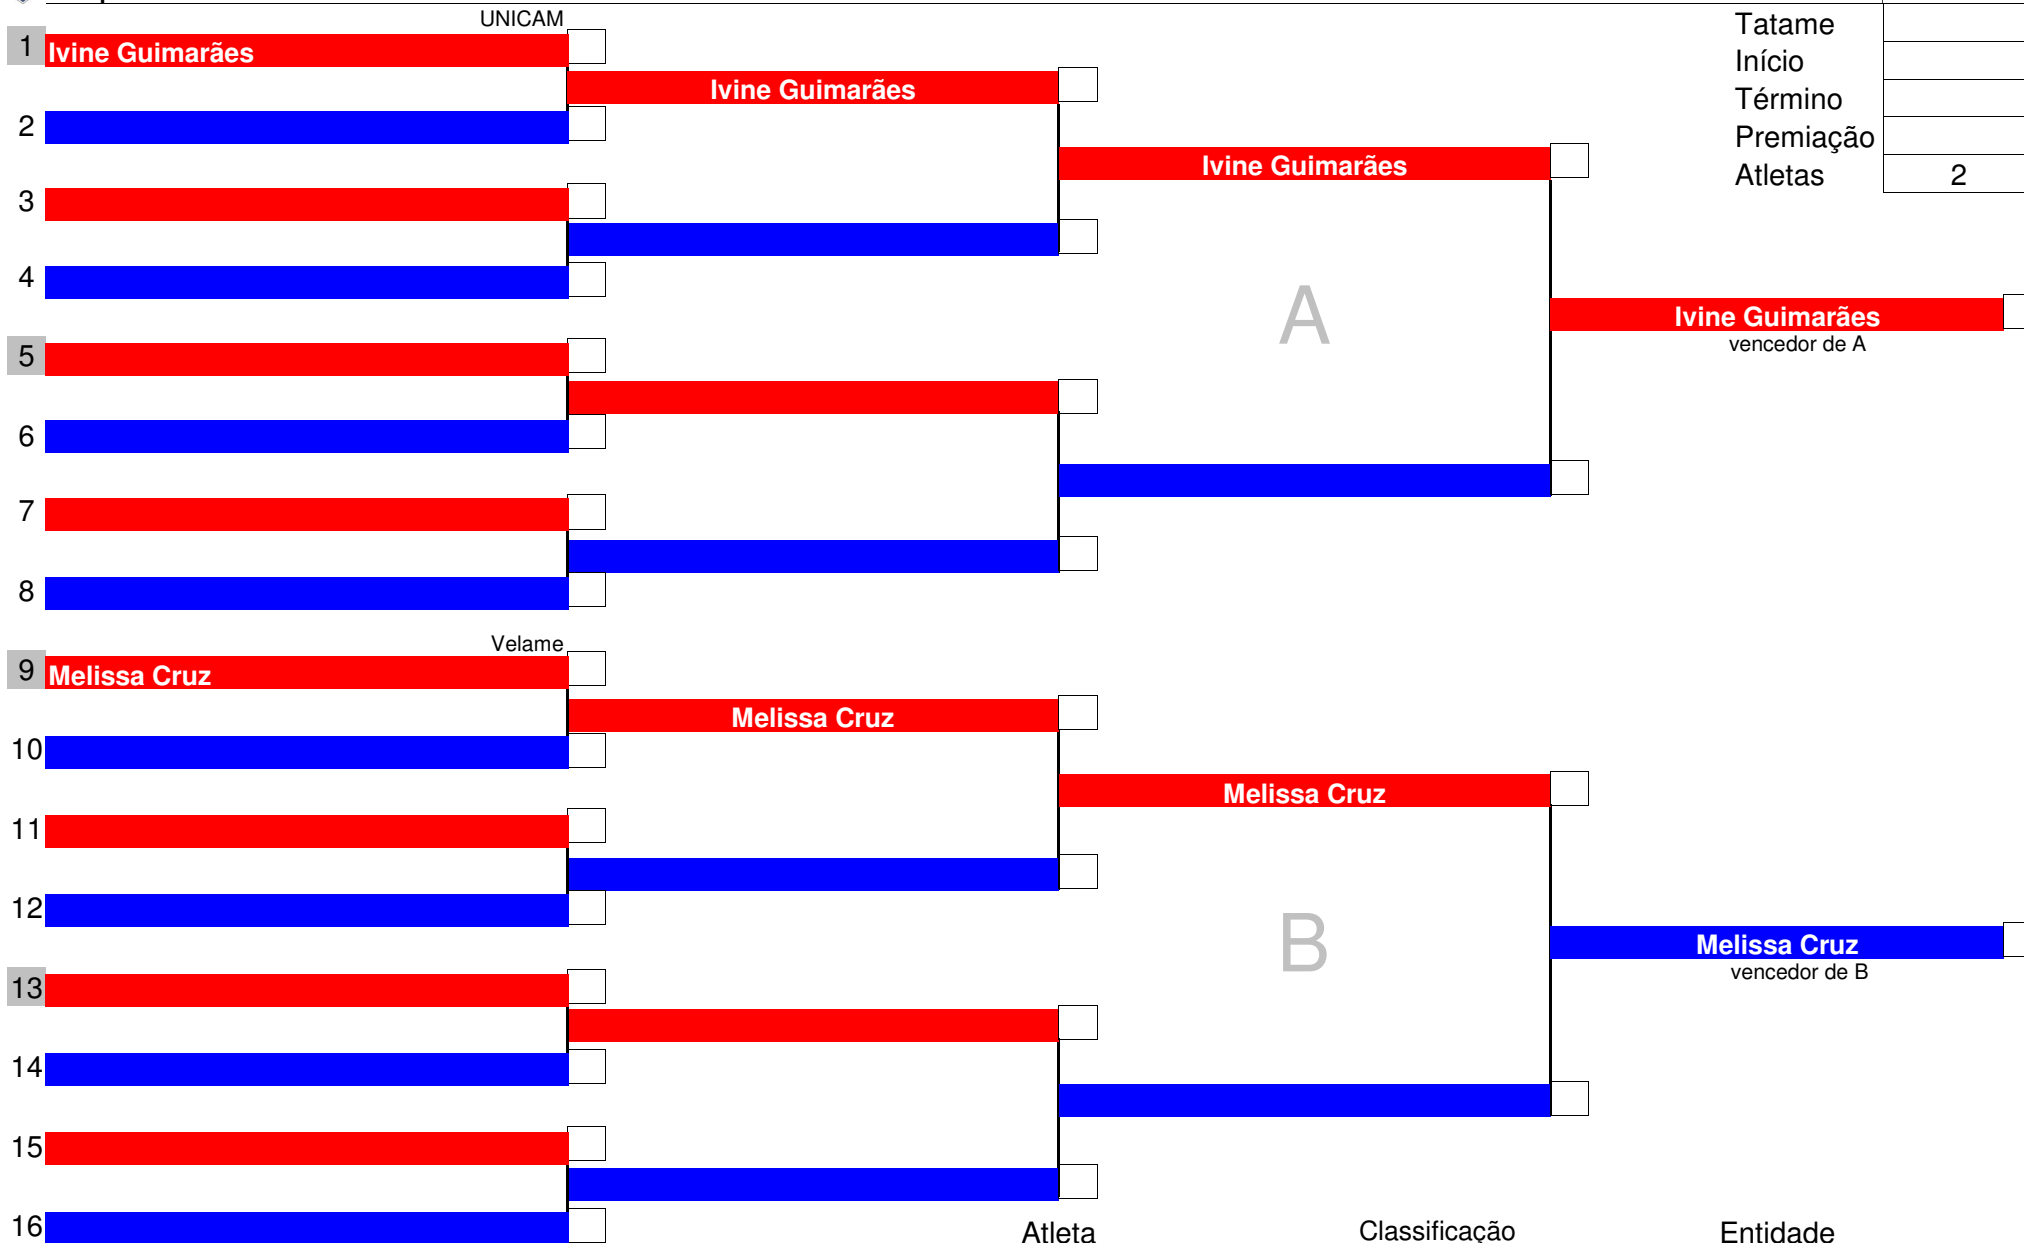 UNICAM
Tatame
1 Ivine Guimarães
Início
Ivine Guimarães
Término
2
Premiação
Ivine Guimarães
Atletas 2
3
4
A
Ivine Guimarães
vencedor de A
5
6
7
8
Velame
9 Melissa Cruz
Melissa Cruz
10
Melissa Cruz
11
12
B
Melissa Cruz
vencedor de B
13
14
15
16
Atleta Classificação Entidade